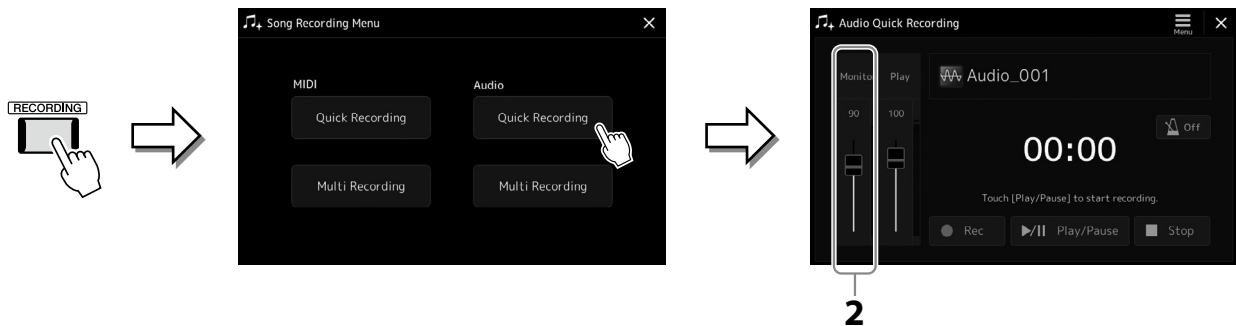 RECORDING
Song Recording Menu
MIDI
Audio
Quick Recording
Quick Recording
Multi Recording
Multi Recording
Audio Quick Recording
Menu
Monito
Play
Audio_001
90
100
Off
00:00
Touch [Play/Pause] to start recording.
Rec
Play/Pause
Stop
2